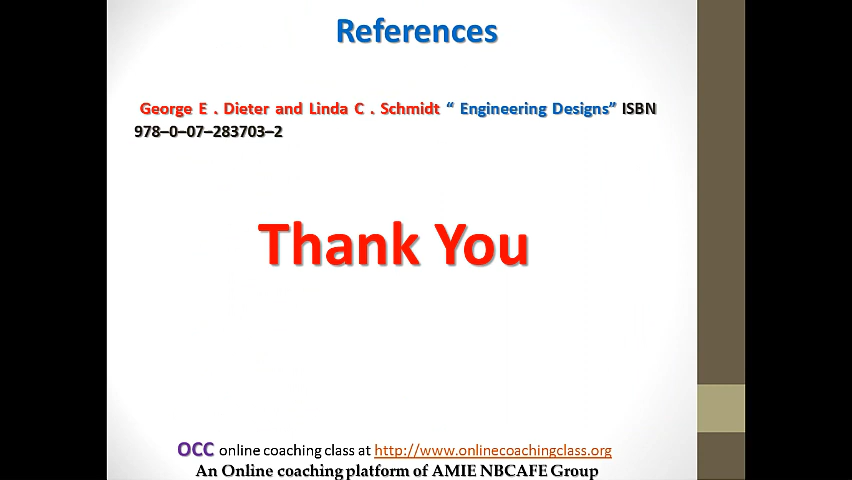 References
George E . Dieter and Linda C . Schmidt “ Engineering Designs” ISBN
978–0–07–283703–2
Thank You
OCC online coaching class at http://www.onlinecoachingclass.org
An Online coaching platform of AMIE NBCAFE Group